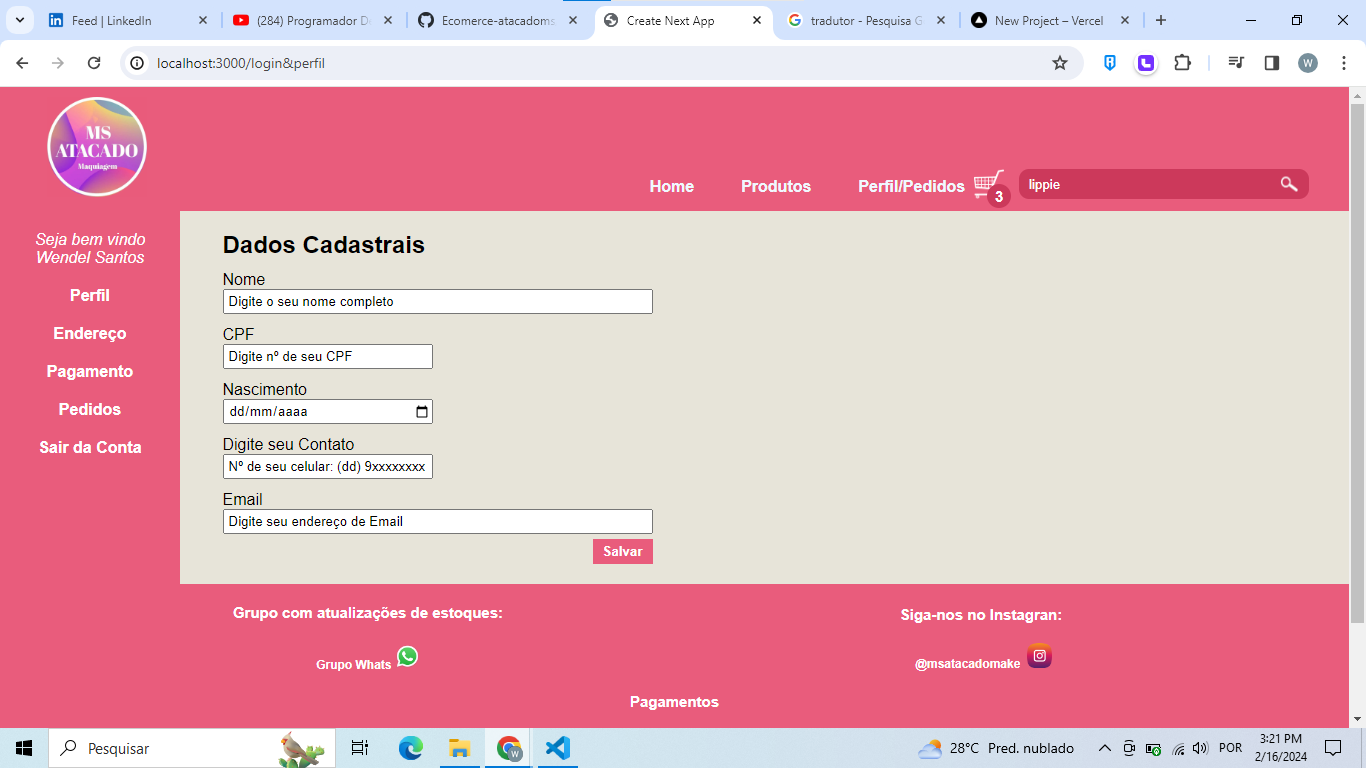 Feed | LinkedIn
(284) Programador D
Ecomerce-atacadoms
Create Next App
tradutor - Pesquisa G
New Project – Vercel
localhost:3000/login&perfil
W
MS
ATACADO
Maquiagem
Home
Produtos
Perfil/Pedidos
3
lippie
Seja bem vindo
Wendel Santos
Perfil
Endereço
Pagamento
Pedidos
Sair da Conta
Dados Cadastrais
Nome
Digite o seu nome completo
CPF
Digite nº de seu CPF
Nascimento
dd/mm/aaaa
Digite seu Contato
Nº de seu celular: (dd) 9xxxxxxxx
Email
Digite seu endereço de Email
Salvar
Grupo com atualizações de estoques:
Siga-nos no Instagran:
Grupo Whats
@msatacadomake
Pagamentos
Pesquisar
W
28°C Pred. nublado
POR
3:21 PM
2/16/2024